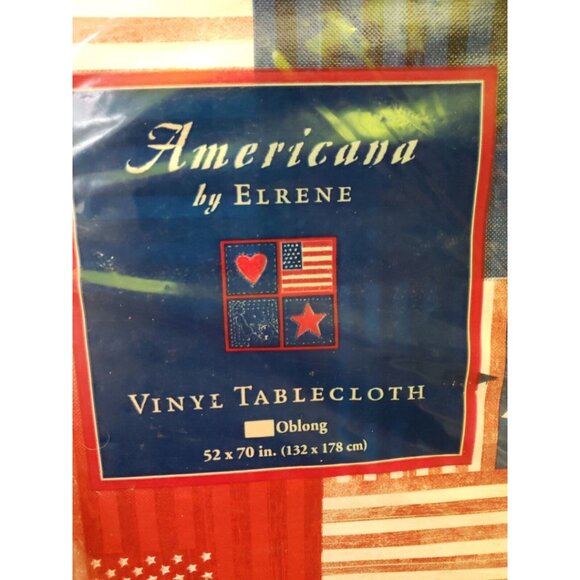 Americana
by ELRENE
VINYL TABLECLOTH
Oblong
52 x 70 in. (132 x 178 cm)